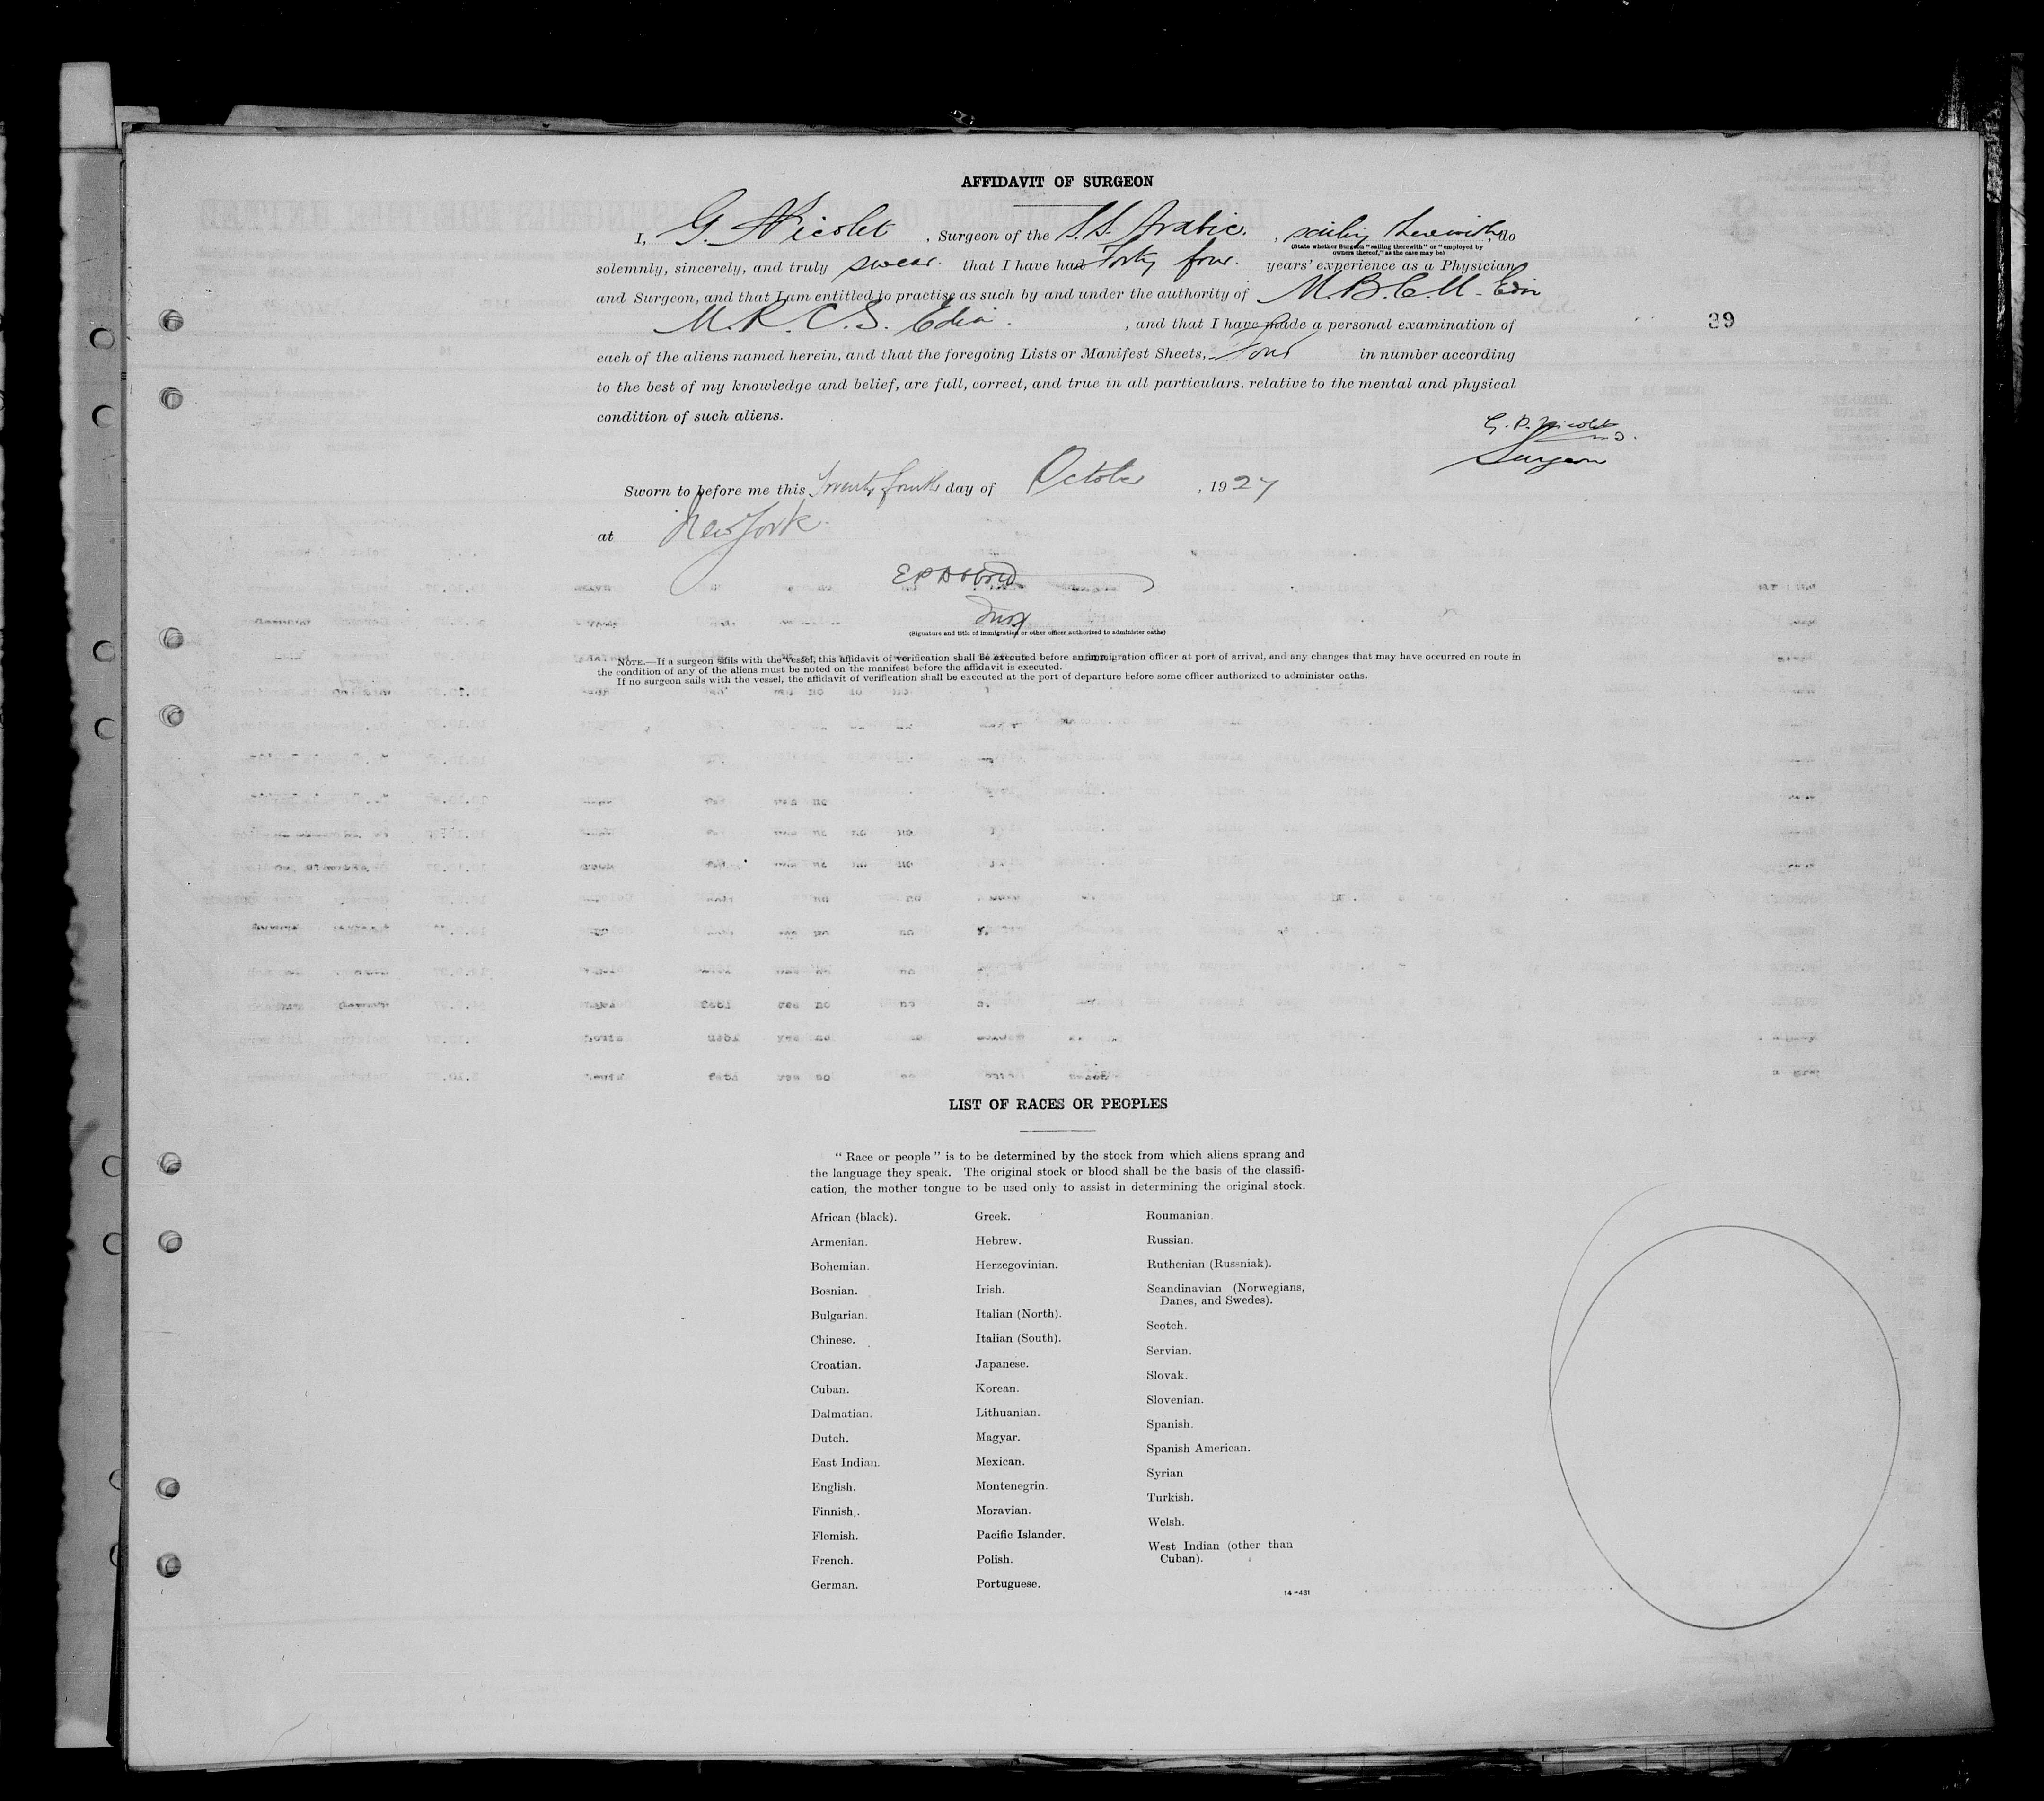 AFFIDAVIT OF SURGEON
I, G. Nicolet, Surgeon of the S.S. Arabic., sailing therewith, do
(State whether Surgeon "sailing therewith" or "employed by
owners thereof," as the case may be)
solemnly, sincerely, and truly swear. that I have had Forty four. years' experience as a Physician
and Surgeon, and that I am entitled to practise as such by and under the authority of M.B.C.M. Edin
M.R.C.S. Edin., and that I have made a personal examination of
39
each of the aliens named herein, and that the foregoing Lists or Manifest Sheets, Four in number according
to the best of my knowledge and belief, are full, correct, and true in all particulars. relative to the mental and physical
condition of such aliens.
G. P. Nicolet M.D.
Surgeon
Sworn to before me this Twenty fourth day of October, 1927
at New York.
(Signature and title of immigration or other officer authorized to administer oaths)
NOTE.—If a surgeon sails with the vessel, this affidavit of verification shall be executed before an immigration officer at port of arrival, and any changes that may have occurred en route in
the condition of any of the aliens must be noted on the manifest before the affidavit is executed.
If no surgeon sails with the vessel, the affidavit of verification shall be executed at the port of departure before some officer authorized to administer oaths.
LIST OF RACES OR PEOPLES
"Race or people" is to be determined by the stock from which aliens sprang and
the language they speak. The original stock or blood shall be the basis of the classifi-
cation, the mother tongue to be used only to assist in determining the original stock.
African (black).
Armenian.
Bohemian.
Bosnian.
Bulgarian.
Chinese.
Croatian.
Cuban.
Dalmatian.
Dutch.
East Indian.
English.
Finnish.
Flemish.
French.
German.
Greek.
Hebrew.
Herzegovinian.
Irish.
Italian (North).
Italian (South).
Japanese.
Korean.
Lithuanian.
Magyar.
Mexican.
Montenegrin.
Moravian.
Pacific Islander.
Polish.
Portuguese.
Roumanian.
Russian.
Ruthenian (Russniak).
Scandinavian (Norwegians,
Danes, and Swedes).
Scotch.
Servian.
Slovak.
Slovenian.
Spanish.
Spanish American.
Syrian
Turkish.
Welsh.
West Indian (other than
Cuban).
14-431